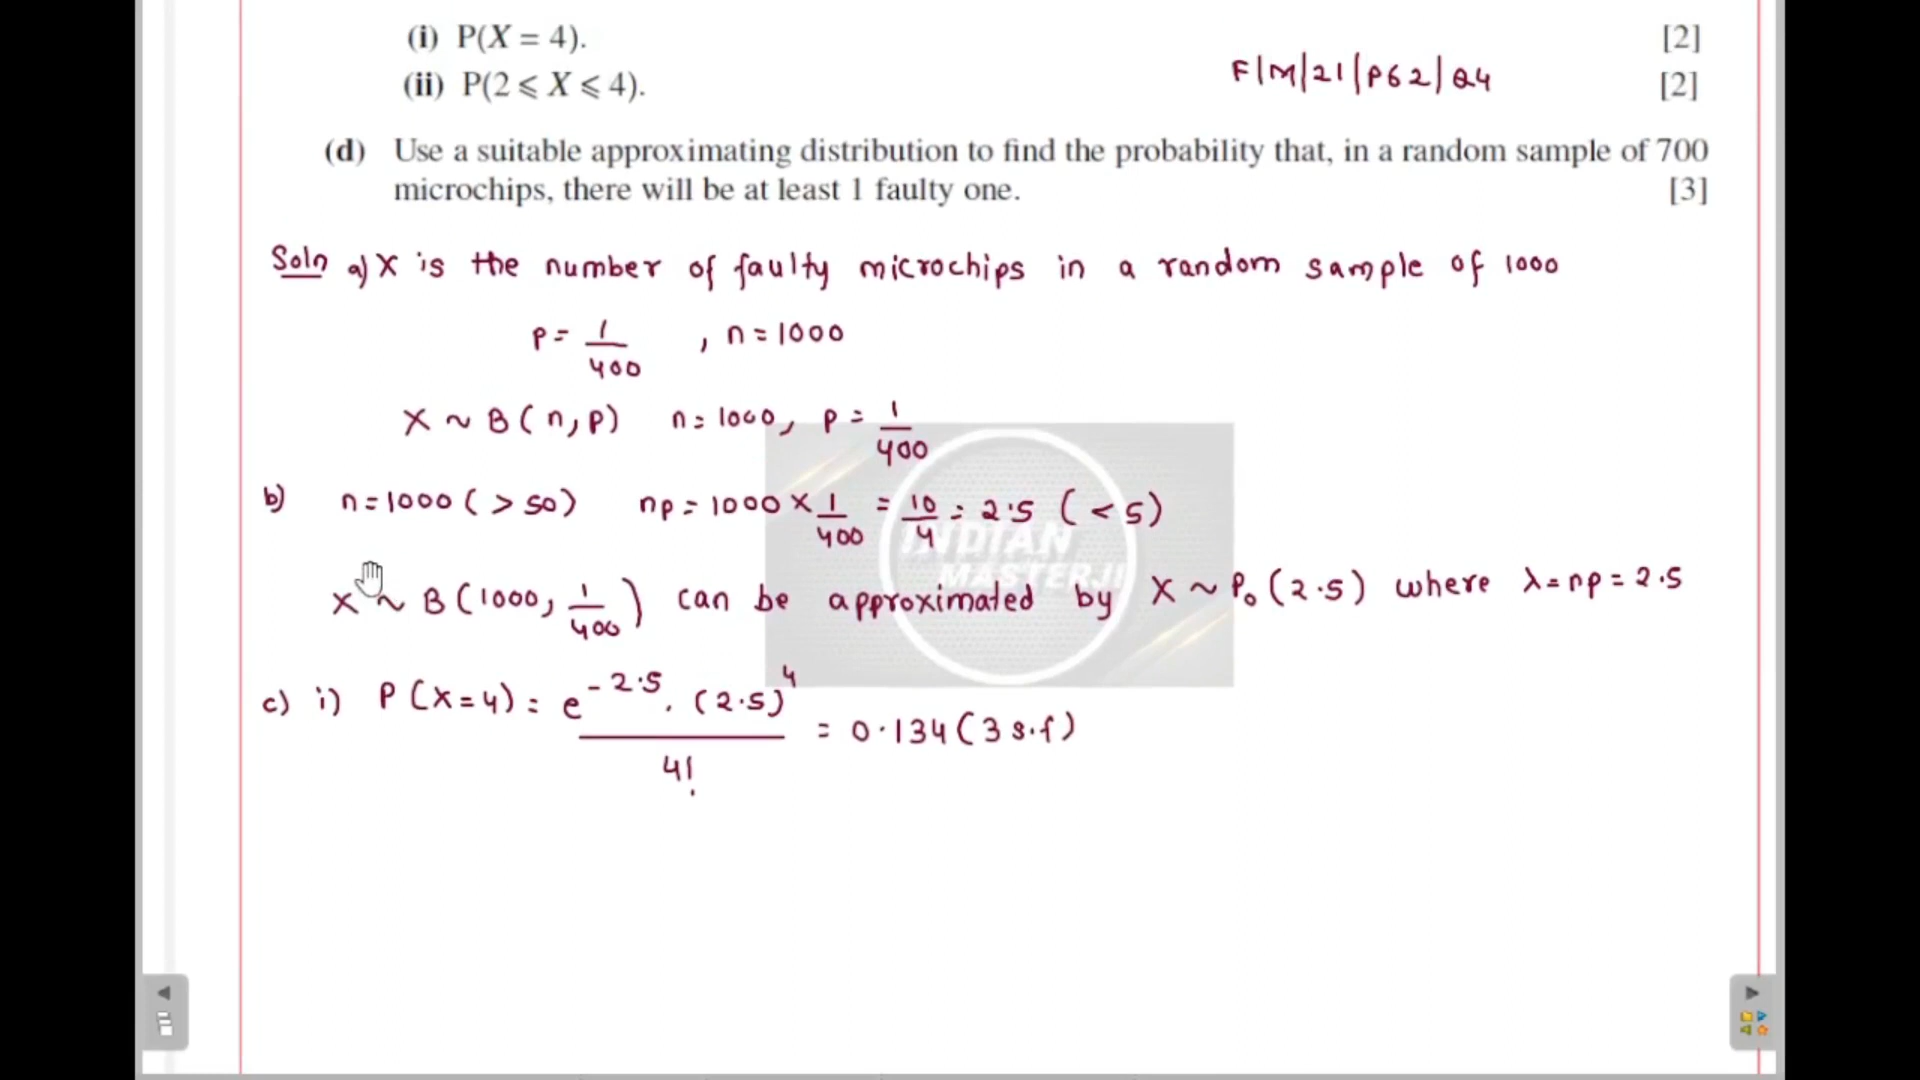 (i) P(X = 4). [2]
F|M|21|P62|Q4
(ii) P(2 ⩽ X ⩽ 4). [2]
(d) Use a suitable approximating distribution to find the probability that, in a random sample of 700
microchips, there will be at least 1 faulty one. [3]
Soln a) X is the number of faulty microchips in a random sample of 1000
P = 1/400 , n = 1000
X ~ B(n, p) n = 1000, P = 1/400
b) n = 1000 (> 50) np = 1000 × 1/400 = 10/4 = 2.5 (< 5)
INDIAN
MASTERJI
X ~ B(1000, 1/400) can be approximated by X ~ Po(2.5) where λ = np = 2.5
c) i) P(X = 4) = e^-2.5 . (2.5)^4 / 4! = 0.134 (3 s.f)